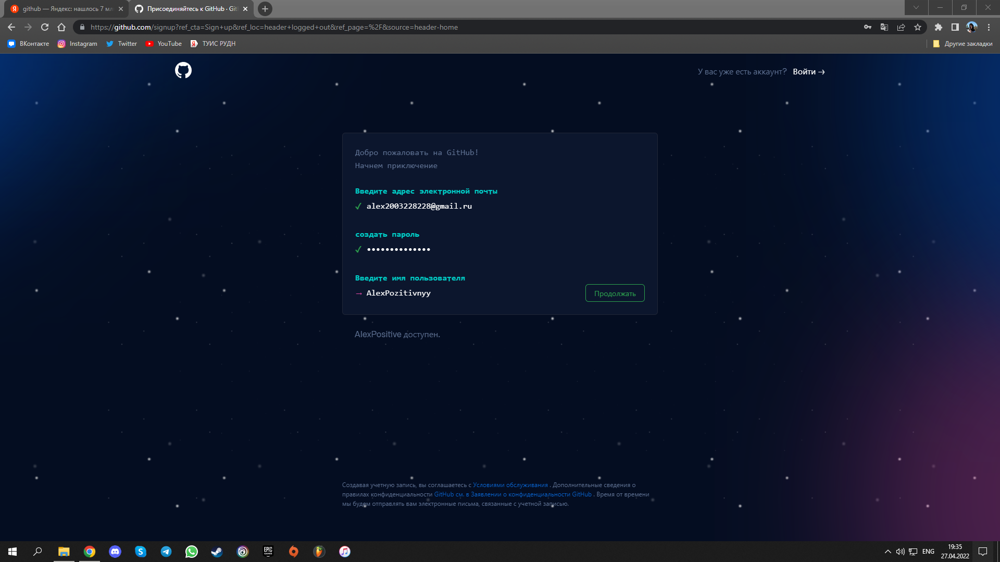 github — Яндекс: нашлось 7 мл
Присоединяйтесь к GitHub · Git
https://github.com/signup?ref_cta=Sign+up&ref_loc=header+logged+out&ref_page=%2F&source=header-home
ВКонтакте
Instagram
Twitter
YouTube
ТУИС РУДН
Другие закладки
У вас уже есть аккаунт? Войти →
Добро пожаловать на GitHub!
Начнем приключение
Введите адрес электронной почты
✓ alex2003228228@gmail.ru
создать пароль
✓ ••••••••••••••
Введите имя пользователя
→ AlexPozitivnyy
Продолжать
AlexPositive доступен.
Создавая учетную запись, вы соглашаетесь с Условиями обслуживания . Дополнительные сведения о
правилах конфиденциальности GitHub см. в Заявлении о конфиденциальности GitHub . Время от времени
мы будем отправлять вам электронные письма, связанные с учетной записью.
EPIC
GAMES
ENG
19:35
27.04.2022